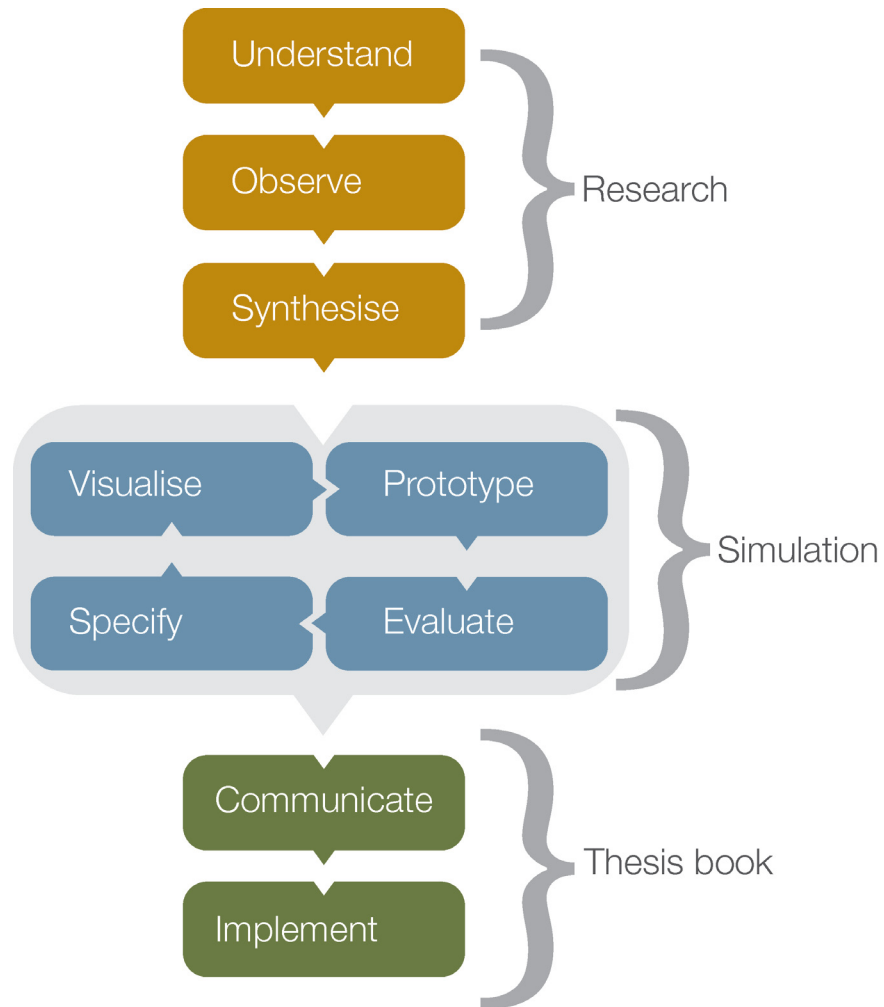 Understand
Observe
Research
Synthesise
Visualise
Prototype
Simulation
Specify
Evaluate
Communicate
Thesis book
Implement